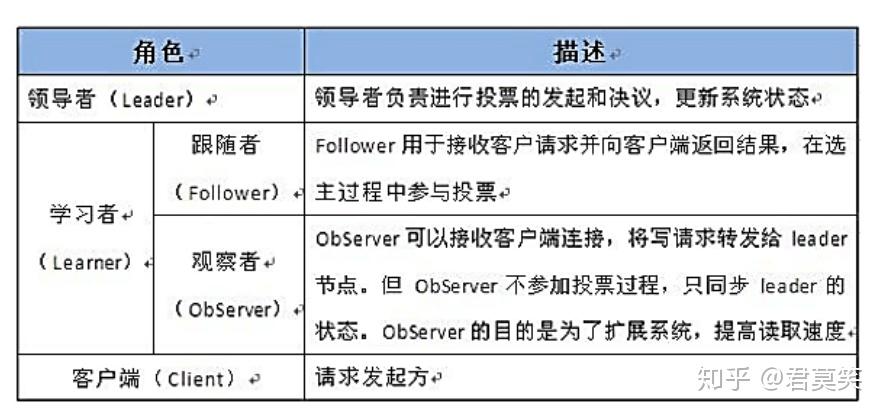 角色 描述
领导者（Leader） 领导者负责进行投票的发起和决议，更新系统状态
学习者
（Learner）
跟随者
（Follower）
Follower 用于接收客户请求并向客户端返回结果，在选
主过程中参与投票
观察者
（ObServer）
ObServer 可以接收客户端连接，将写请求转发给 leader
节点。但 ObServer 不参加投票过程，只同步 leader 的
状态。ObServer 的目的是为了扩展系统，提高读取速度
客户端（Client） 请求发起方
知乎 @君莫笑